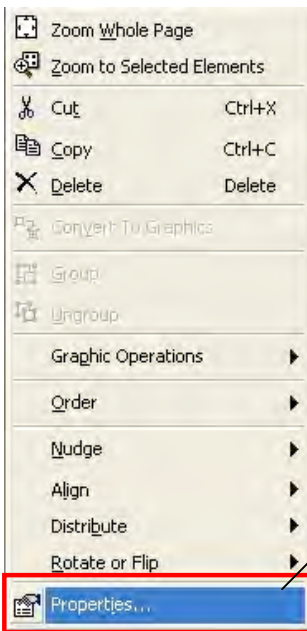 Zoom Whole Page
Zoom to Selected Elements
Cut Ctrl+X
Copy Ctrl+C
Delete Delete
Convert To Graphics
Group
Ungroup
Graphic Operations
Order
Nudge
Align
Distribute
Rotate or Flip
Properties...